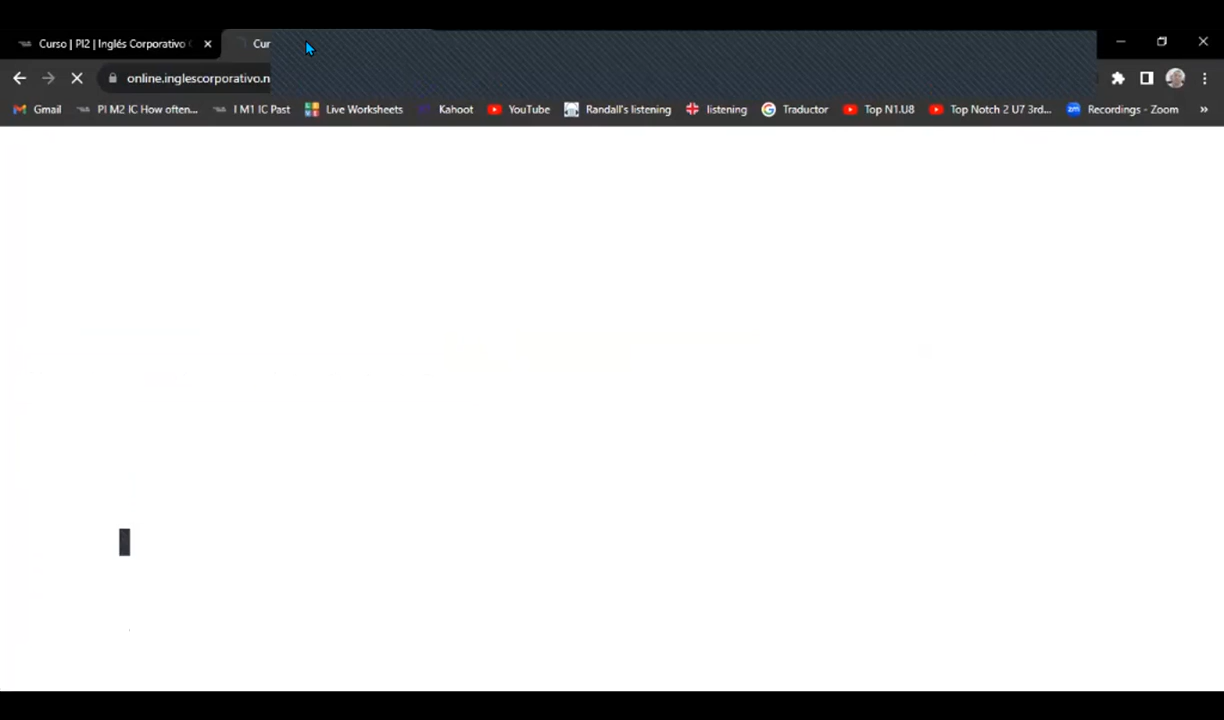 Curso | PI2 | Inglés Corporativo
Cur
online.inglescorporativo.n
Gmail PI M2 IC How often... I M1 IC Past Live Worksheets Kahoot YouTube Randall's listening listening Traductor Top N1.U8 Top Notch 2 U7 3rd... zm Recordings - Zoom »